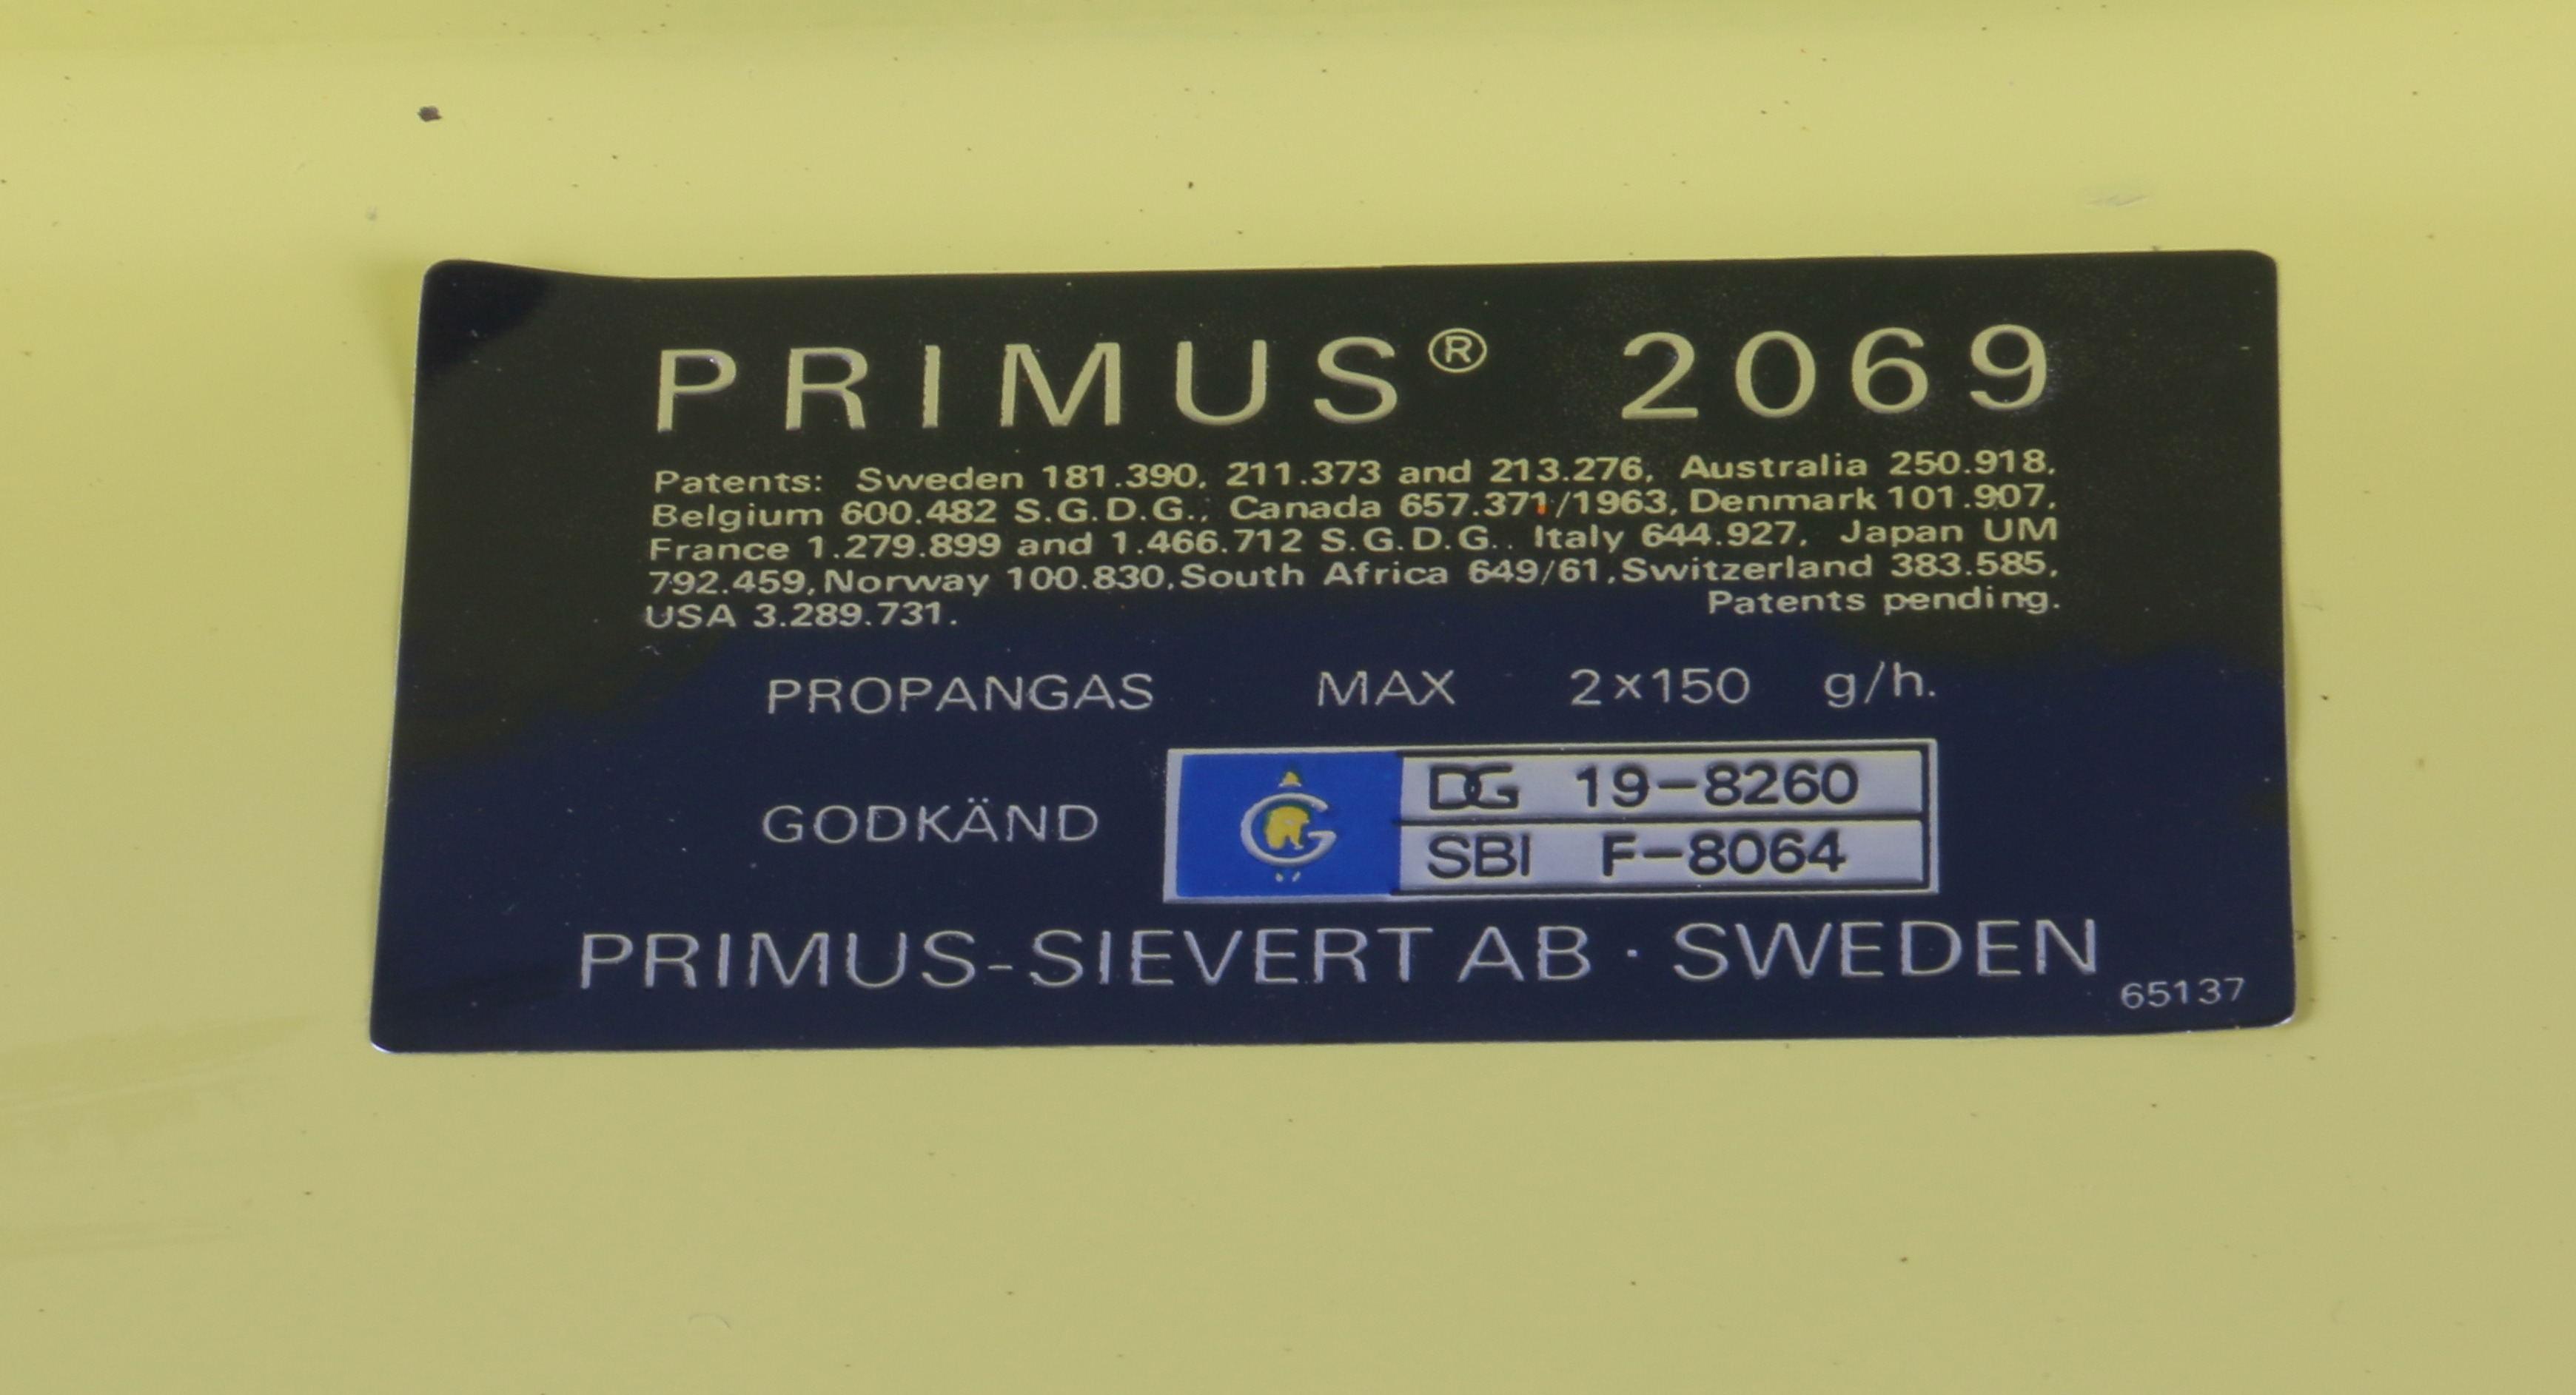 PRIMUS® 2069
Patents: Sweden 181.390, 211.373 and 213.276, Australia 250.918,
Belgium 600.482 S.G.D.G., Canada 657.371/1963, Denmark 101.907,
France 1.279.899 and 1.466.712 S.G.D.G., Italy 644.927, Japan UM
792.459, Norway 100.830, South Africa 649/61, Switzerland 383.585,
USA 3.289.731. Patents pending.
PROPANGAS MAX 2x150 g/h.
GODKÄND G DG 19-8260
SBI F-8064
PRIMUS-SIEVERT AB · SWEDEN
65137